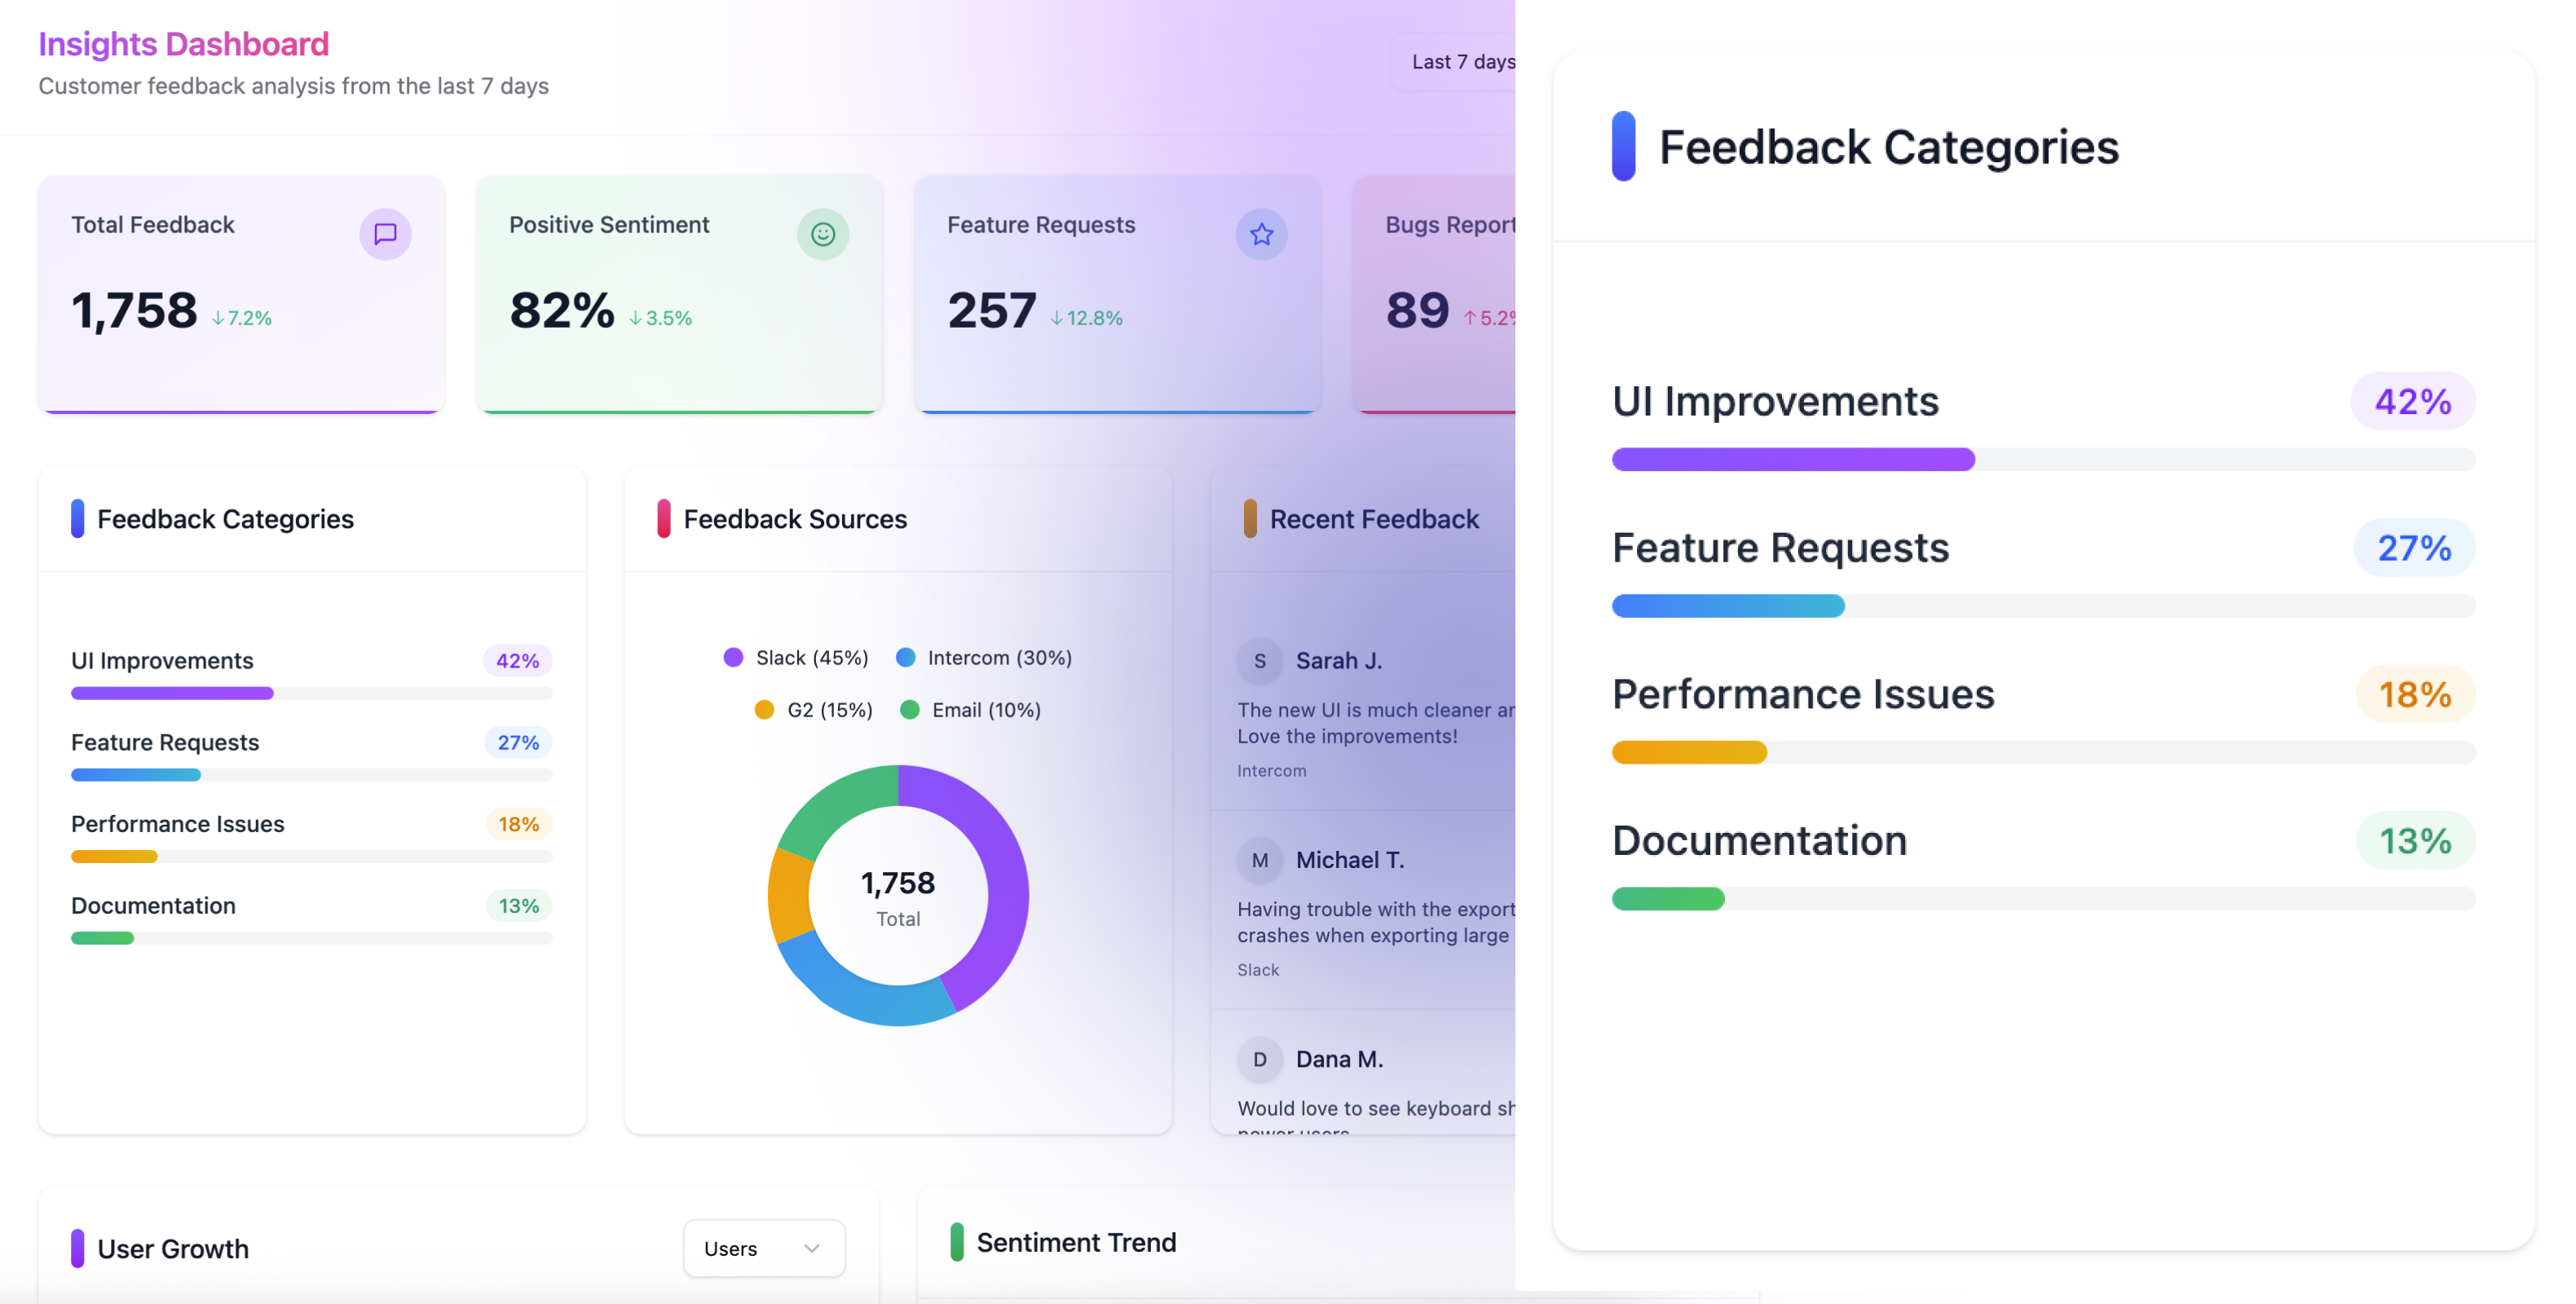 Insights Dashboard
Customer feedback analysis from the last 7 days
Last 7 days
Total Feedback
1,758 ↓7.2%
Positive Sentiment
82% ↓3.5%
Feature Requests
257 ↓12.8%
Bugs Report
89 ↑5.2%
Feedback Categories
UI Improvements 42%
Feature Requests 27%
Performance Issues 18%
Documentation 13%
Feedback Sources
Slack (45%) Intercom (30%)
G2 (15%) Email (10%)
1,758
Total
Recent Feedback
S Sarah J.
The new UI is much cleaner
Love the improvements!
Intercom
M Michael T.
Having trouble with the export
crashes when exporting large
Slack
D Dana M.
Would love to see keyboard
power users
User Growth
Users
Sentiment Trend
Feedback Categories
UI Improvements 42%
Feature Requests 27%
Performance Issues 18%
Documentation 13%